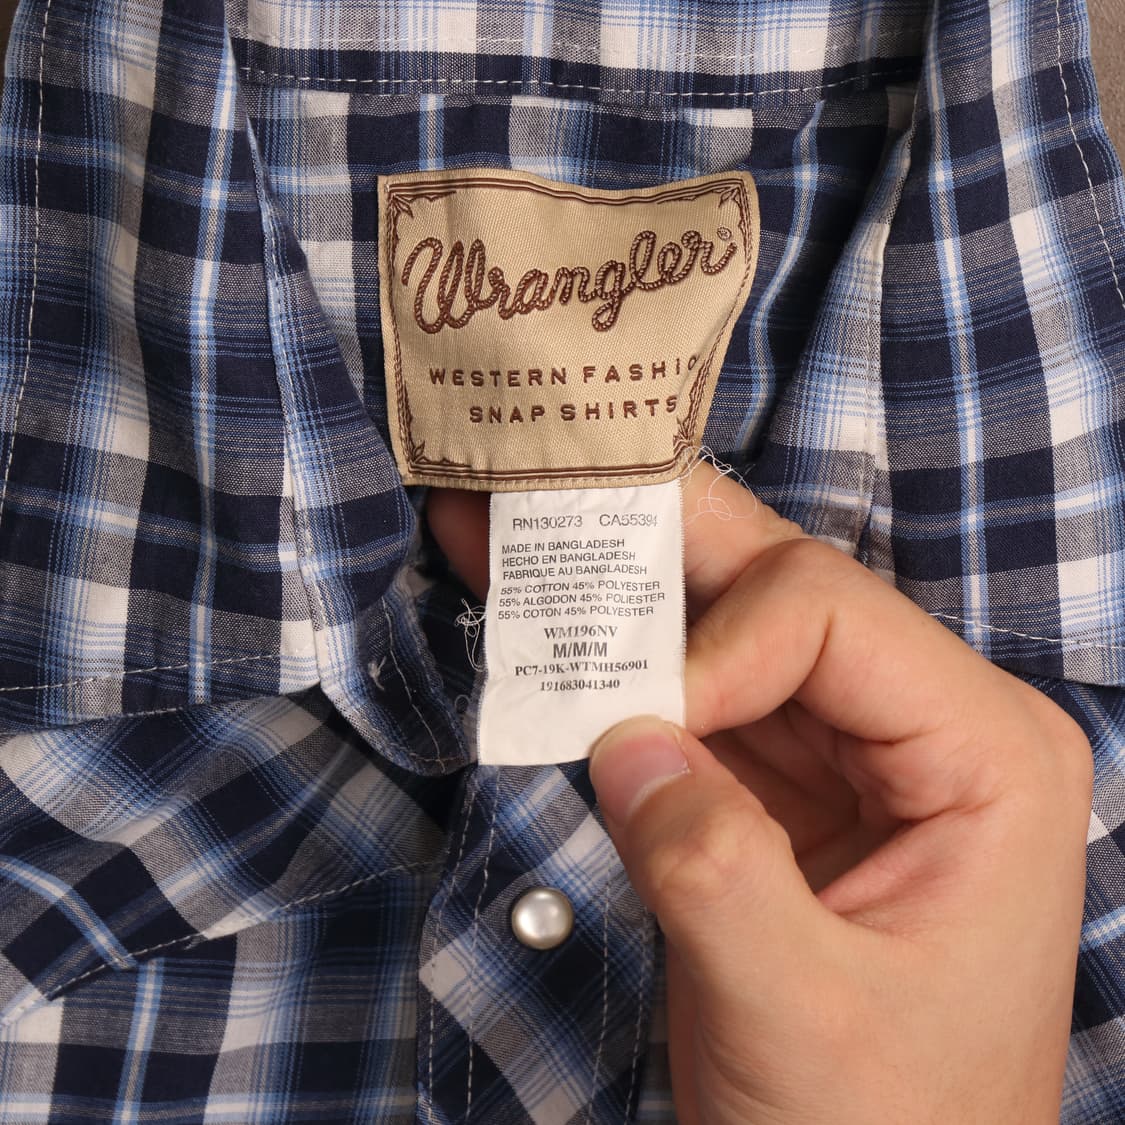 Wrangler®
WESTERN FASHIO
SNAP SHIRTS
RN130273 CA55394
MADE IN BANGLADESH
HECHO EN BANGLADESH
FABRIQUE AU BANGLADESH
55% COTTON 45% POLYESTER
55% ALGODON 45% POLIESTER
55% COTON 45% POLYESTER
WM196NV
M/M/M
PC7-19K-WTMH56901
191683041340